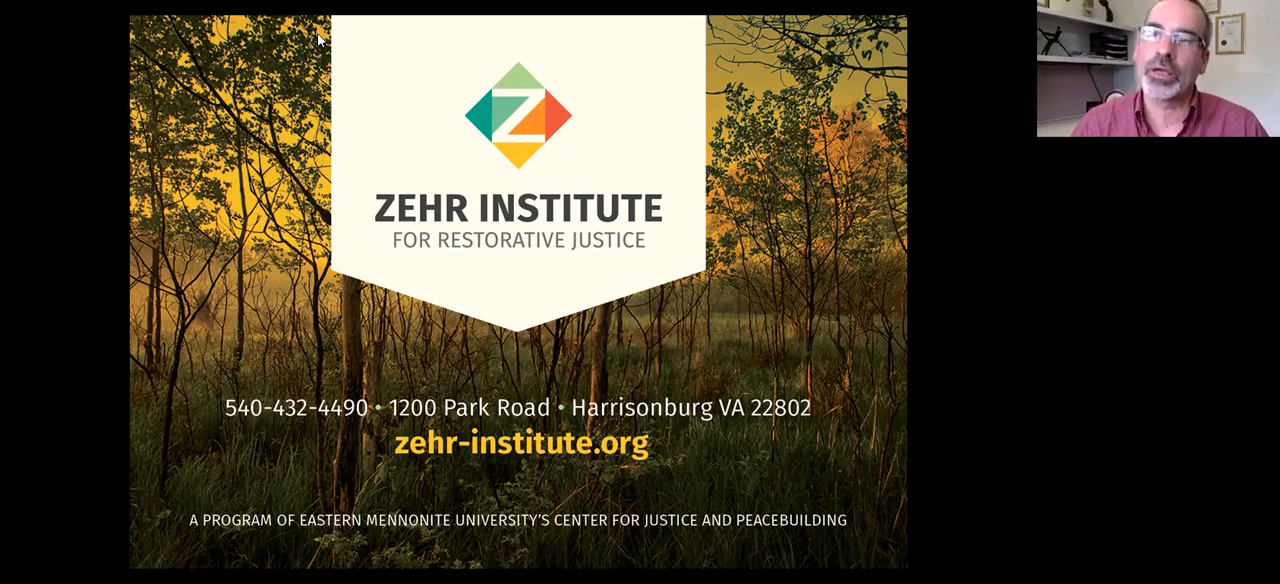 Z
ZEHR INSTITUTE
FOR RESTORATIVE JUSTICE
540-432-4490 • 1200 Park Road • Harrisonburg VA 22802
zehr-institute.org
A PROGRAM OF EASTERN MENNONITE UNIVERSITY'S CENTER FOR JUSTICE AND PEACEBUILDING